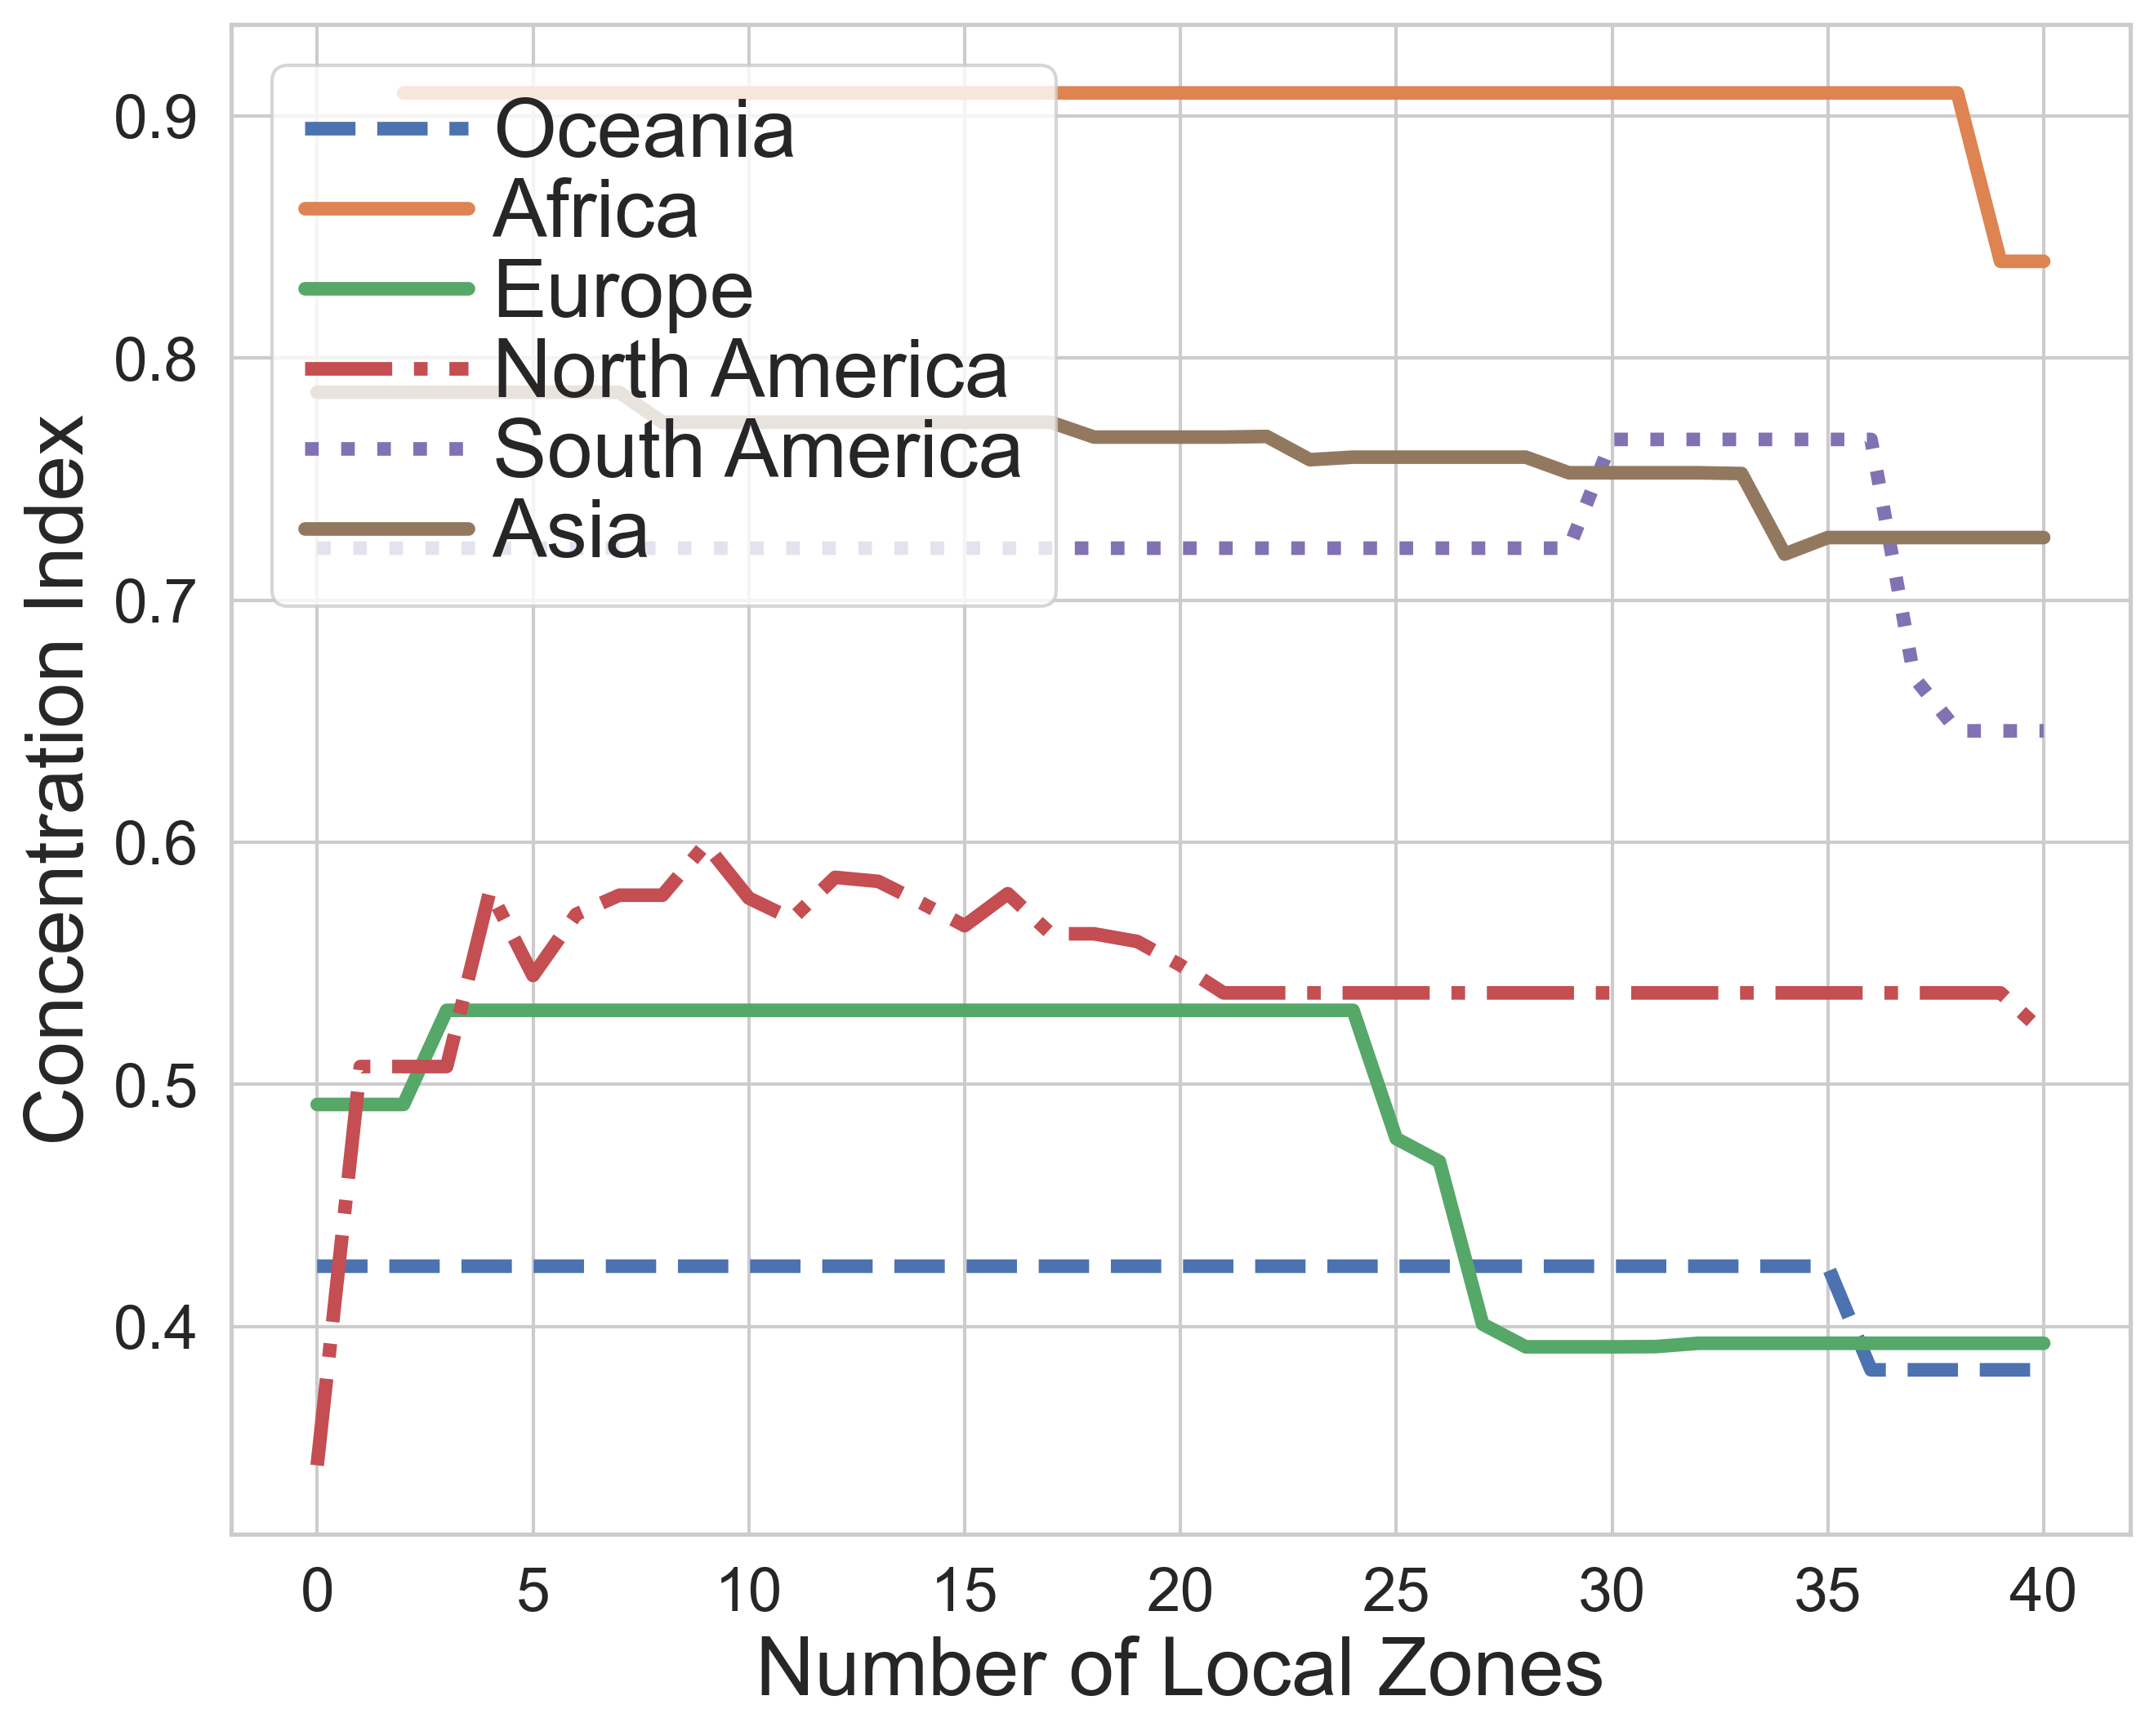 Concentration Index
0.9
0.8
0.7
0.6
0.5
0.4
Oceania
Africa
Europe
North America
South America
Asia
0 5 10 15 20 25 30 35 40
Number of Local Zones